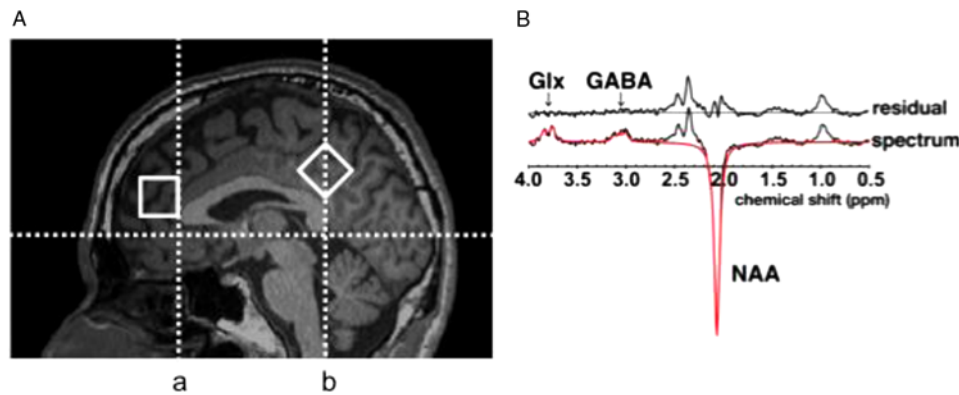 A
B
Glx
GABA
residual
spectrum
4.0 3.5 3.0 2.5 2.0 1.5 1.0 0.5
chemical shift (ppm)
NAA
a
b